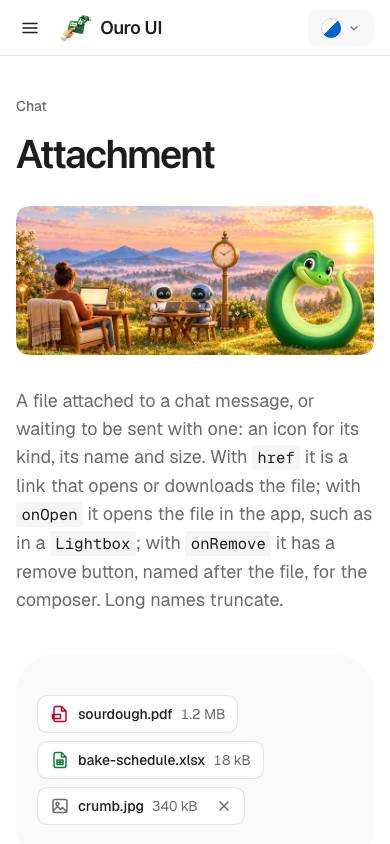 Ouro UI
Chat
Attachment
A file attached to a chat message, or
waiting to be sent with one: an icon for its
kind, its name and size. With href it is a
link that opens or downloads the file; with
onOpen it opens the file in the app, such as
in a Lightbox; with onRemove it has a
remove button, named after the file, for the
composer. Long names truncate.
sourdough.pdf 1.2 MB
bake-schedule.xlsx 18 kB
crumb.jpg 340 kB